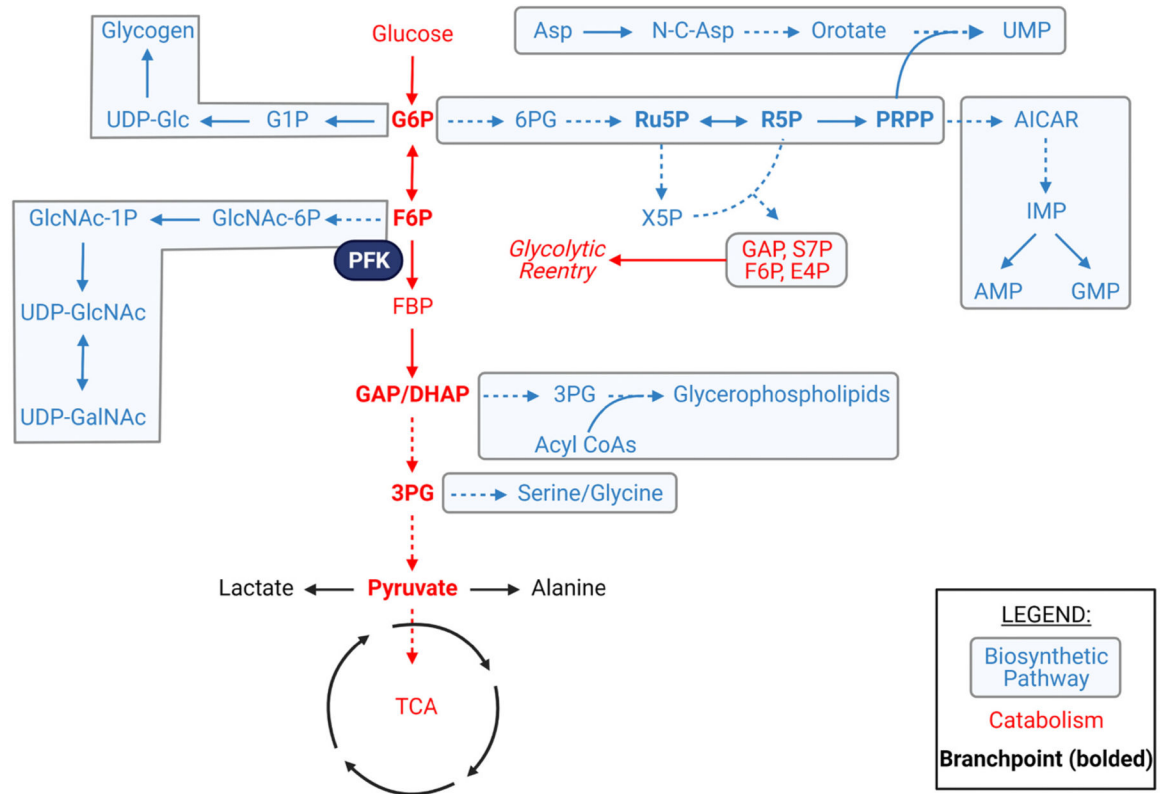 Glycogen
Glucose
Asp N-C-Asp Orotate UMP
UDP-Glc G1P G6P 6PG Ru5P R5P PRPP AICAR
GlcNAc-1P GlcNAc-6P F6P X5P IMP
PFK
Glycolytic
Reentry
GAP, S7P
F6P, E4P
AMP GMP
UDP-GlcNAc
FBP
GAP/DHAP 3PG Glycerophospholipids
UDP-GalNAc
Acyl CoAs
3PG Serine/Glycine
Lactate Pyruvate Alanine
TCA
LEGEND:
Biosynthetic
Pathway
Catabolism
Branchpoint (bolded)